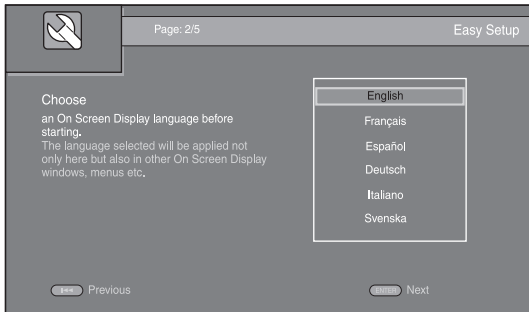 Page: 2/5
Easy Setup
Choose
an On Screen Display language before
starting.
The language selected will be applied not
only here but also in other On Screen Display
windows, menus etc.
English
Français
Español
Deutsch
Italiano
Svenska
Previous
ENTER Next